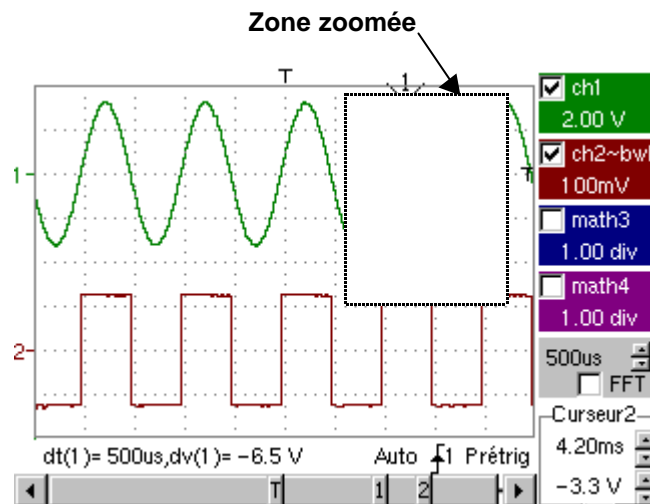 Zone zoomée
T
1
1
T
2
ch1
2.00 V
ch2~bwl
100mV
math3
1.00 div
math4
1.00 div
500us
FFT
Curseur2
4.20ms
-3.3 V
dt(1)= 500us,dv(1)= -6.5 V
Auto
1
Prétrig
T
1
2